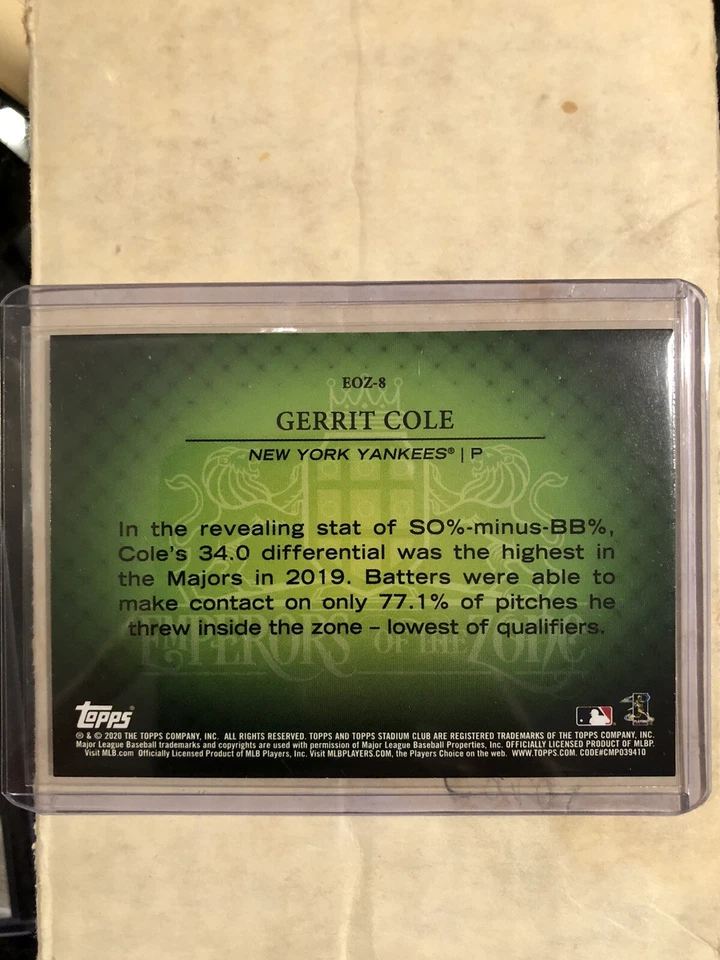 EOZ-8
GERRIT COLE
NEW YORK YANKEES® | P
In the revealing stat of SO%-minus-BB%,
Cole's 34.0 differential was the highest in
the Majors in 2019. Batters were able to
make contact on only 77.1% of pitches he
threw inside the zone – lowest of qualifiers.
EMPERORS OF THE ZONE
topps
® & © 2020 THE TOPPS COMPANY, INC. ALL RIGHTS RESERVED. TOPPS AND TOPPS STADIUM CLUB ARE REGISTERED TRADEMARKS OF THE TOPPS COMPANY, INC.
Major League Baseball trademarks and copyrights are used with permission of Major League Baseball Properties, Inc. OFFICIALLY LICENSED PRODUCT OF MLBP.
Visit MLB.com Officially Licensed Product of MLB Players, Inc. Visit MLBPLAYERS.COM, the Players Choice on the web. WWW.TOPPS.COM. CODE#CMP039410